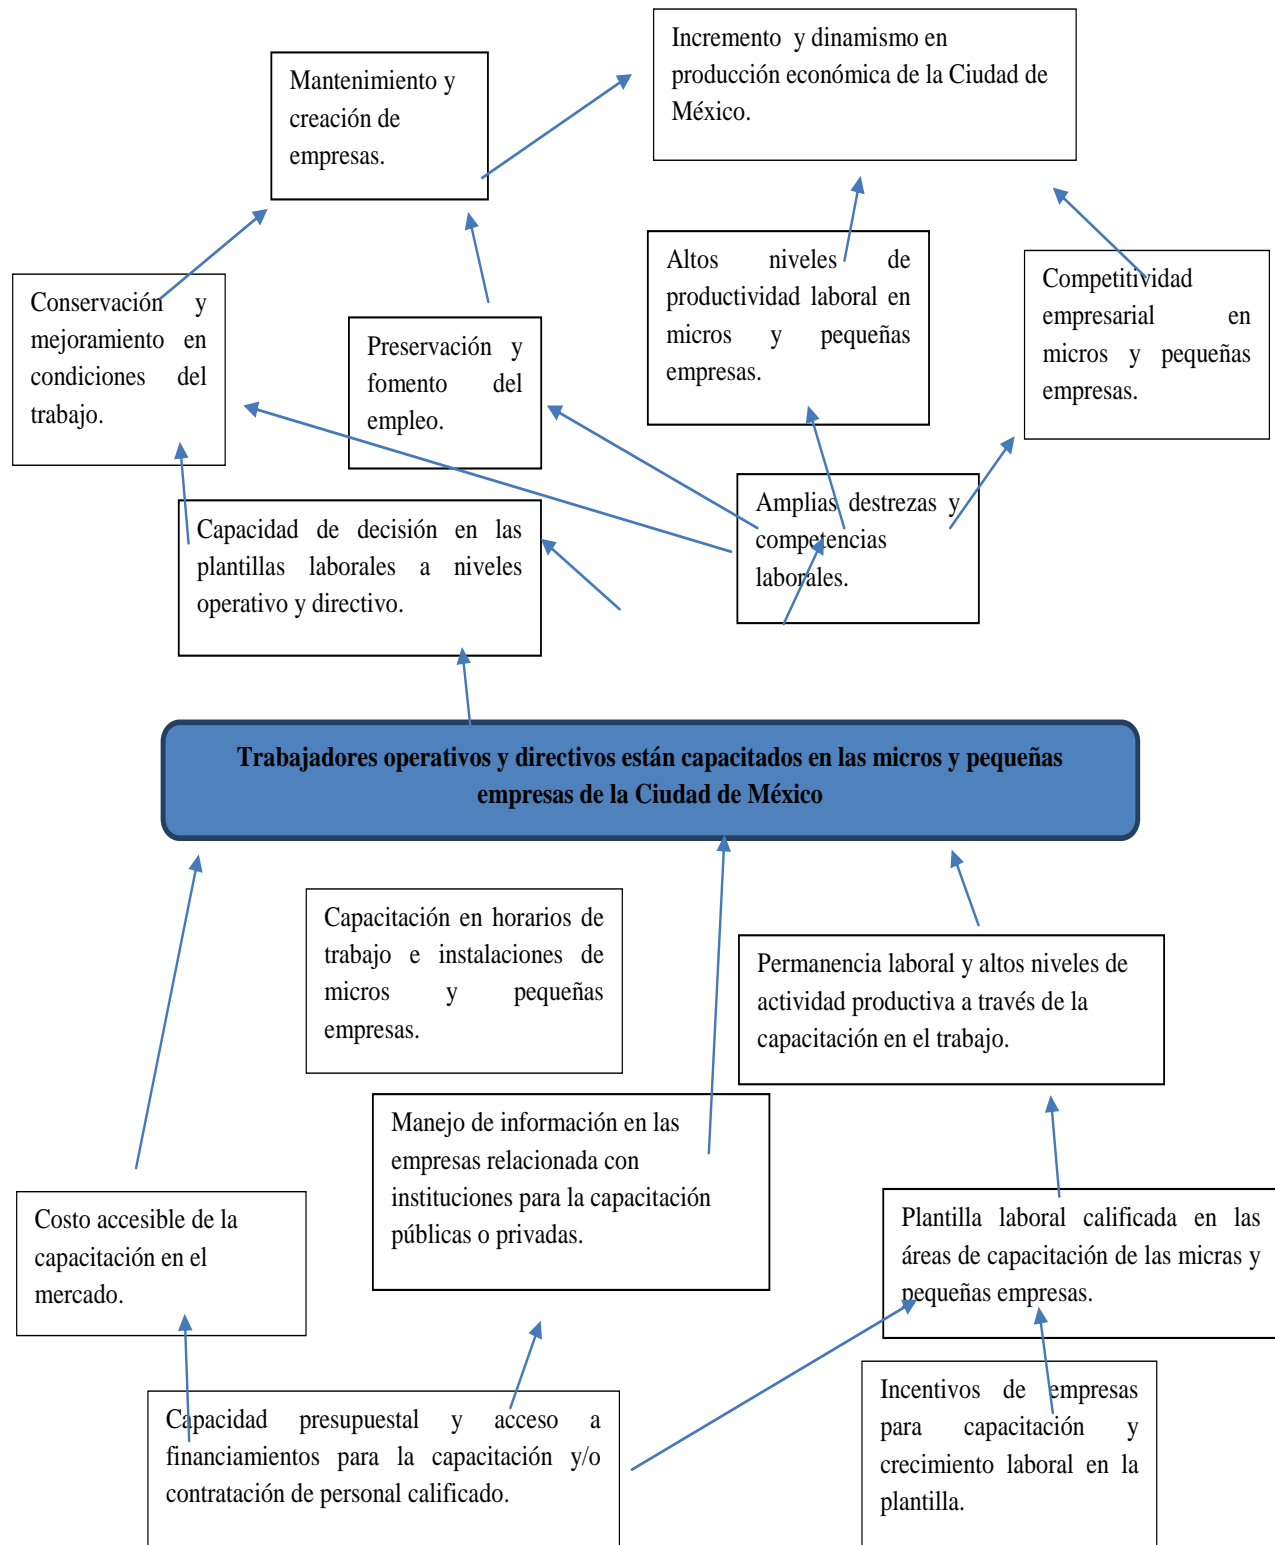 Incremento y dinamismo en
producción económica de la Ciudad de
México.
Mantenimiento y
creación de
empresas.
Altos niveles de
productividad laboral en
micros y pequeñas
empresas.
Competitividad
empresarial en
micros y pequeñas
empresas.
Conservación y
mejoramiento en
condiciones del
trabajo.
Preservación y
fomento del
empleo.
Amplias destrezas y
competencias
laborales.
Capacidad de decisión en las
plantillas laborales a niveles
operativo y directivo.
Trabajadores operativos y directivos están capacitados en las micros y pequeñas
empresas de la Ciudad de México
Capacitación en horarios de
trabajo e instalaciones de
micros y pequeñas
empresas.
Permanencia laboral y altos niveles de
actividad productiva a través de la
capacitación en el trabajo.
Manejo de información en las
empresas relacionada con
instituciones para la capacitación
públicas o privadas.
Costo accesible de la
capacitación en el
mercado.
Plantilla laboral calificada en las
áreas de capacitación de las micras y
pequeñas empresas.
Capacidad presupuestal y acceso a
financiamientos para la capacitación y/o
contratación de personal calificado.
Incentivos de empresas
para capacitación y
crecimiento laboral en la
plantilla.